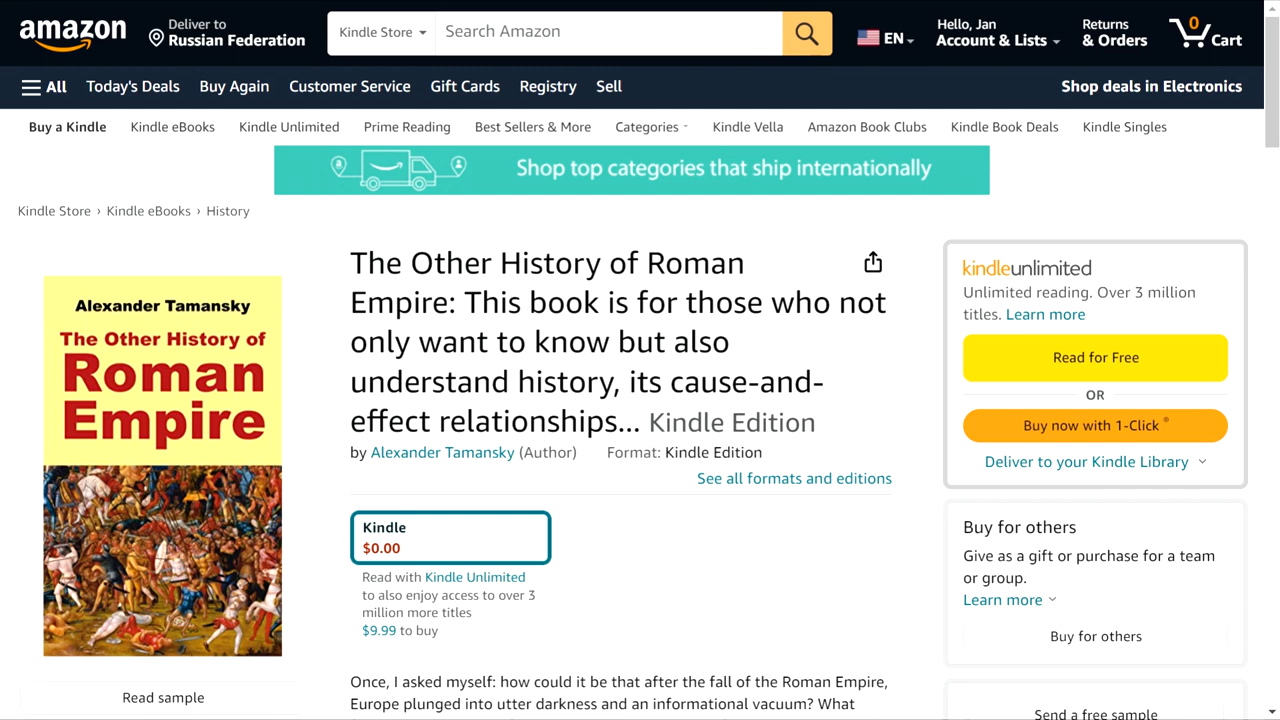 amazon
Deliver to
Russian Federation
Kindle Store
Search Amazon
EN
Hello, Jan
Account & Lists
Returns
& Orders
0
Cart
All
Today's Deals
Buy Again
Customer Service
Gift Cards
Registry
Sell
Shop deals in Electronics
Buy a Kindle
Kindle eBooks
Kindle Unlimited
Prime Reading
Best Sellers & More
Categories
Kindle Vella
Amazon Book Clubs
Kindle Book Deals
Kindle Singles
Shop top categories that ship internationally
Kindle Store › Kindle eBooks › History
Alexander Tamansky
The Other History of
Roman
Empire
Read sample
The Other History of Roman
Empire: This book is for those who not
only want to know but also
understand history, its cause-and-
effect relationships... Kindle Edition
by Alexander Tamansky (Author) Format: Kindle Edition
See all formats and editions
Kindle
$0.00
Read with Kindle Unlimited
to also enjoy access to over 3
million more titles
$9.99 to buy
Once, I asked myself: how could it be that after the fall of the Roman Empire,
Europe plunged into utter darkness and an informational vacuum? What
kindleunlimited
Unlimited reading. Over 3 million
titles. Learn more
Read for Free
OR
Buy now with 1-Click ®
Deliver to your Kindle Library
Buy for others
Give as a gift or purchase for a team
or group.
Learn more
Buy for others
Send a free sample